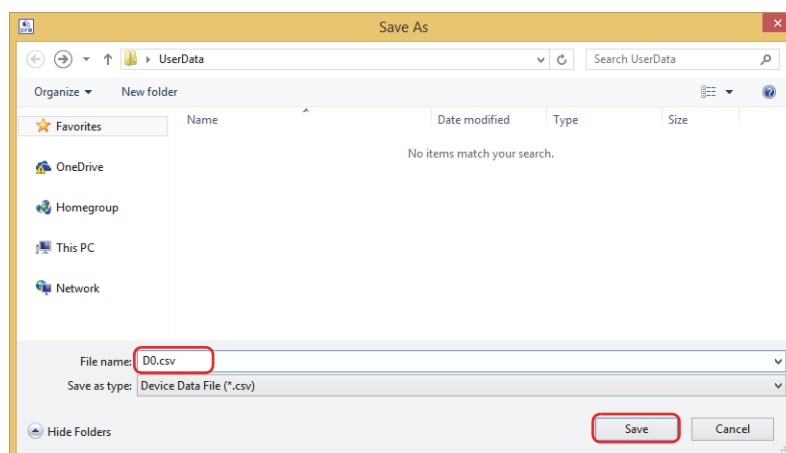 Save As
UserData
Search UserData
Organize New folder
Name Date modified Type Size
Favorites
No items match your search.
OneDrive
Homegroup
This PC
Network
File name: D0.csv
Save as type: Device Data File (*.csv)
Hide Folders Save Cancel